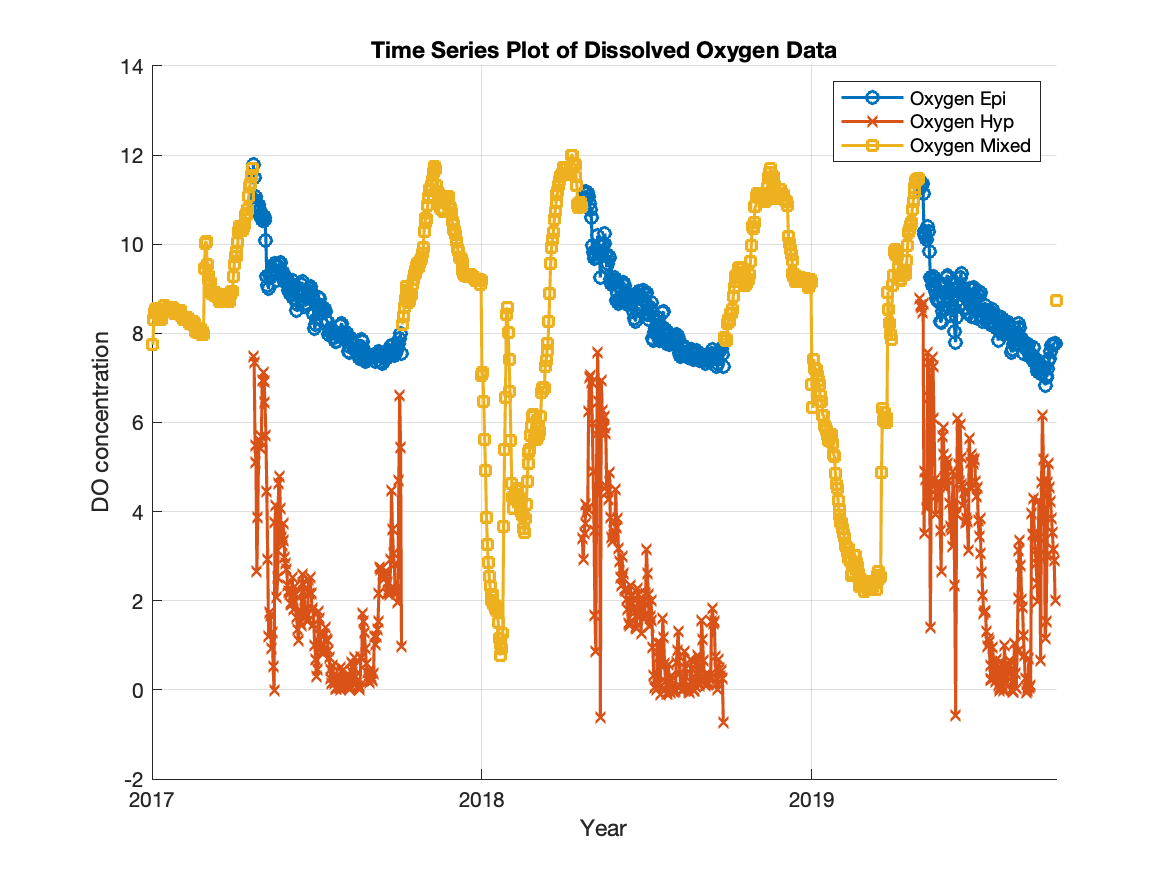 Time Series Plot of Dissolved Oxygen Data
14
12
10
8
6
4
2
0
-2
DO concentration
Oxygen Epi
Oxygen Hyp
Oxygen Mixed
2017
2018
2019
Year